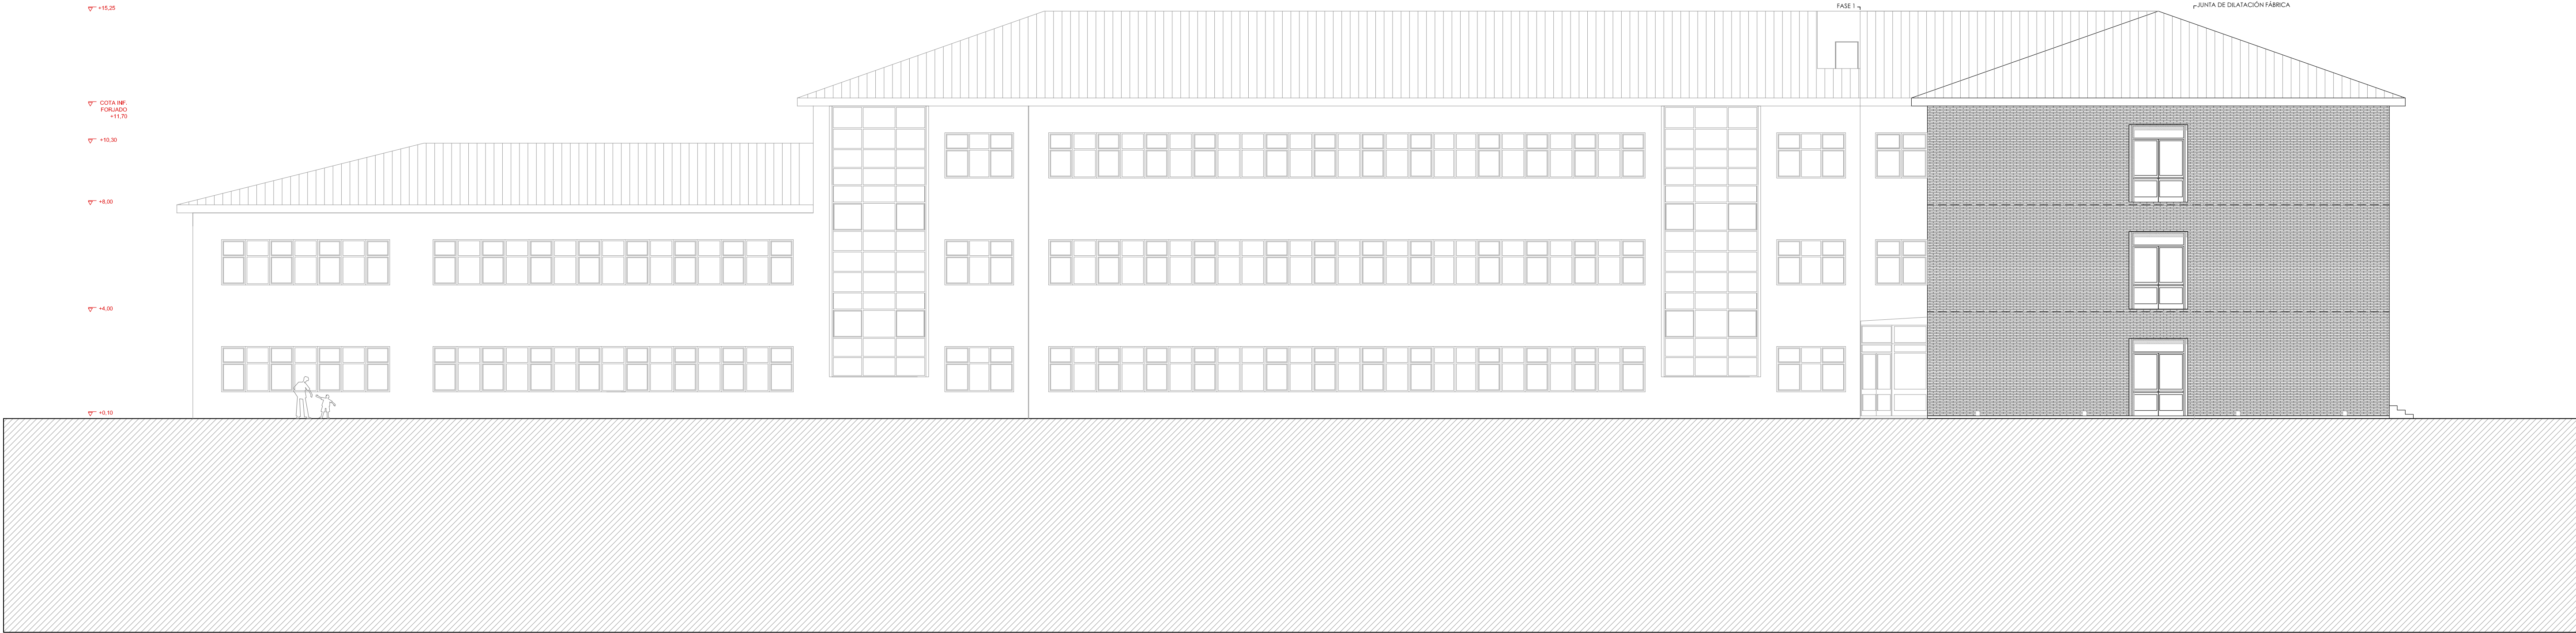 +15,25
FASE 1
JUNTA DE DILATACIÓN FÁBRICA
COTA INF.
FORJADO
+11,70
+10,30
+8,00
+4,00
+0,10